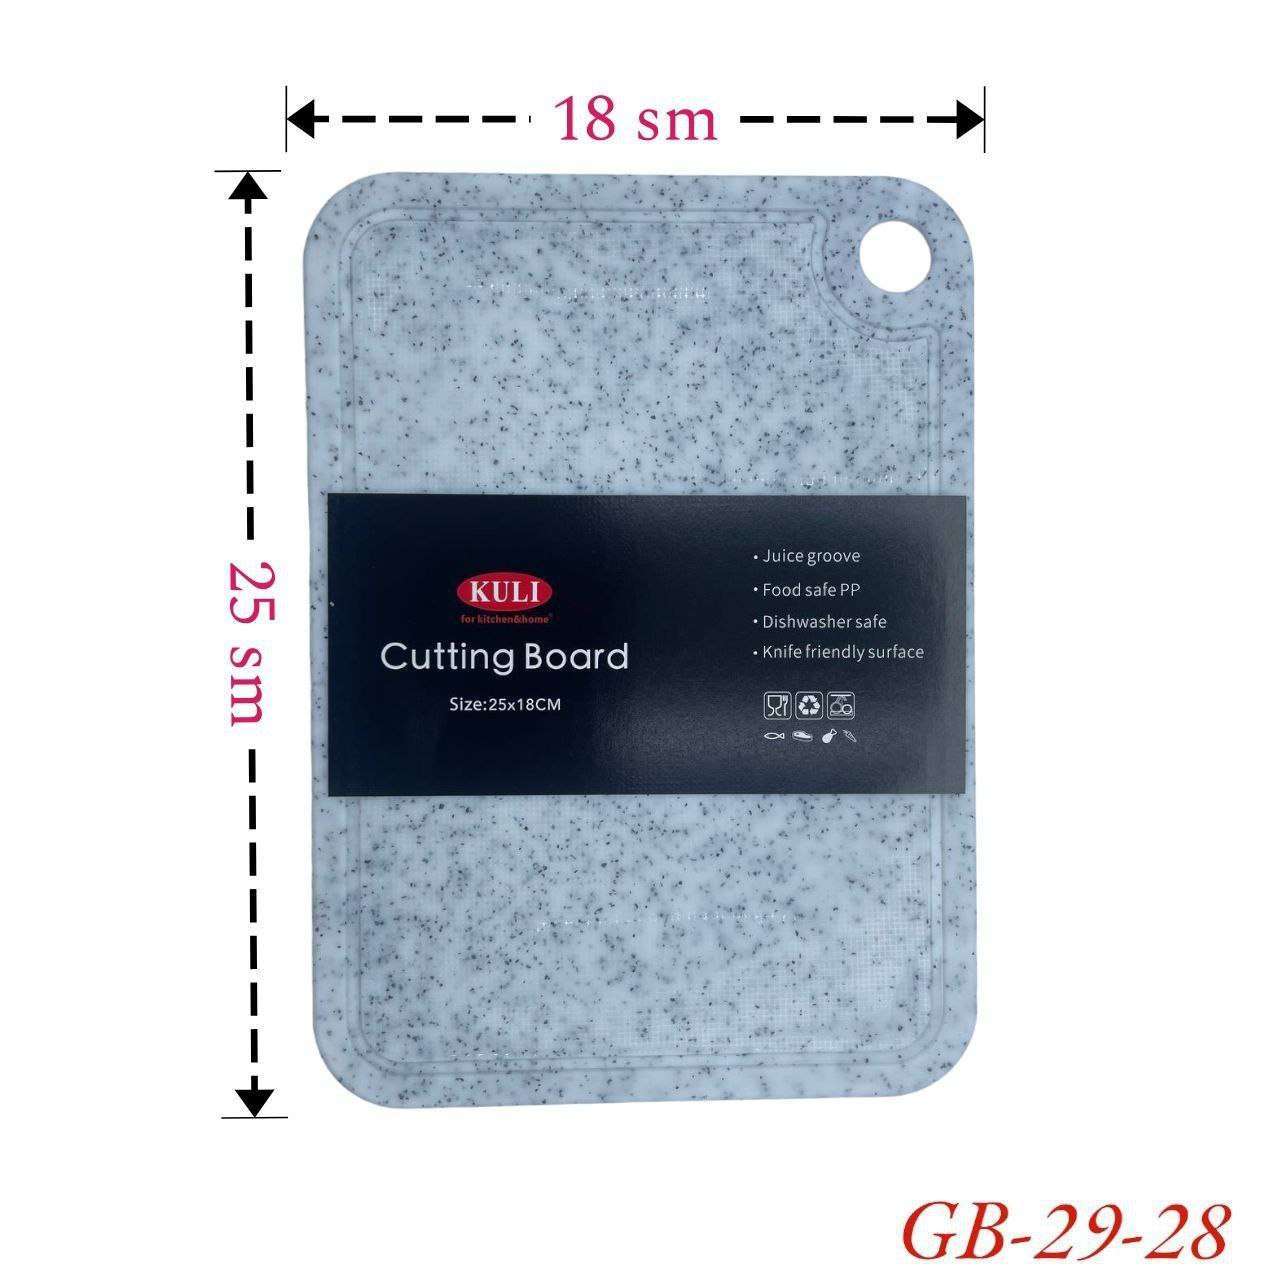 18 sm
25 sm
KULI
for kitchen&home®
Cutting Board
Size:25x18CM
• Juice groove
• Food safe PP
• Dishwasher safe
• Knife friendly surface
GB-29-28